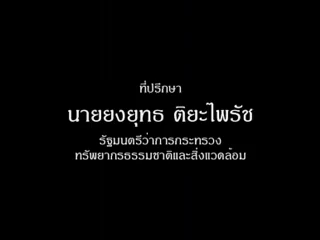 ที่ปรึกษา
นายยงยุทธ ติยะไพรัช
รัฐมนตรีว่าการกระทรวง
ทรัพยากรธรรมชาติและสิ่งแวดล้อม